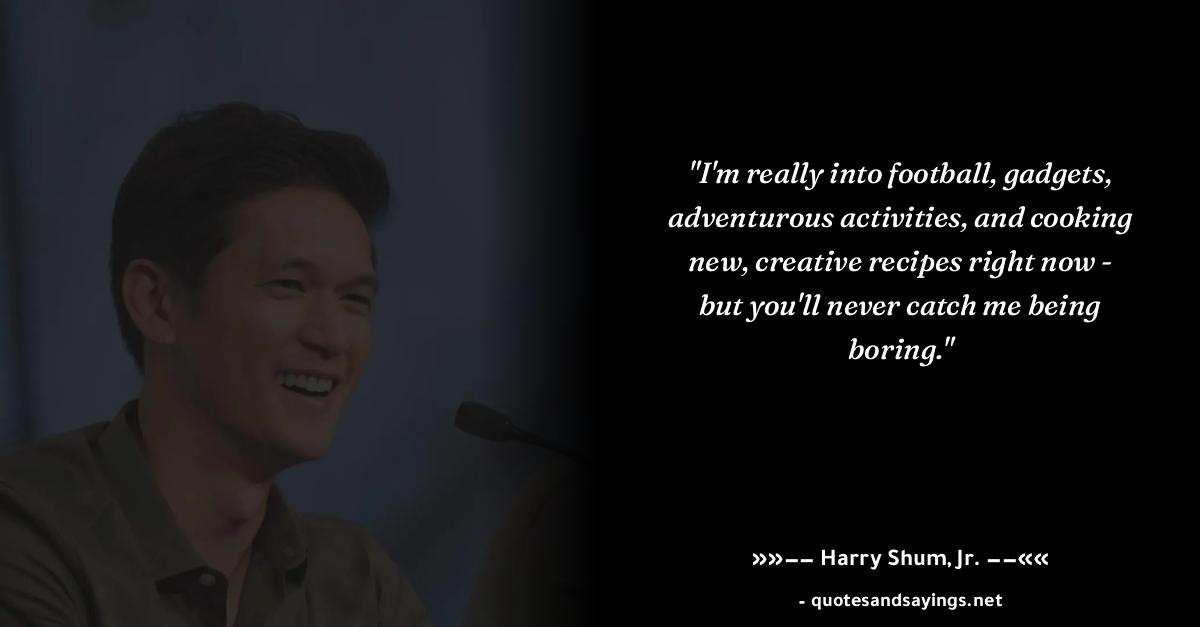 "I'm really into football, gadgets,
adventurous activities, and cooking
new, creative recipes right now -
but you'll never catch me being
boring."
»»−− Harry Shum, Jr. −−««
- quotesandsayings.net